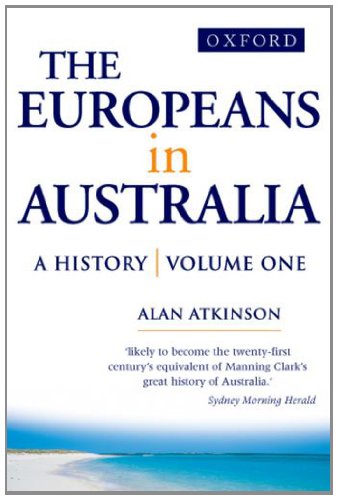 OXFORD
THE
EUROPEANS
in
AUSTRALIA
A HISTORY | VOLUME ONE
ALAN ATKINSON
'likely to become the twenty-first
century's equivalent of Manning Clark's
great history of Australia.'
Sydney Morning Herald